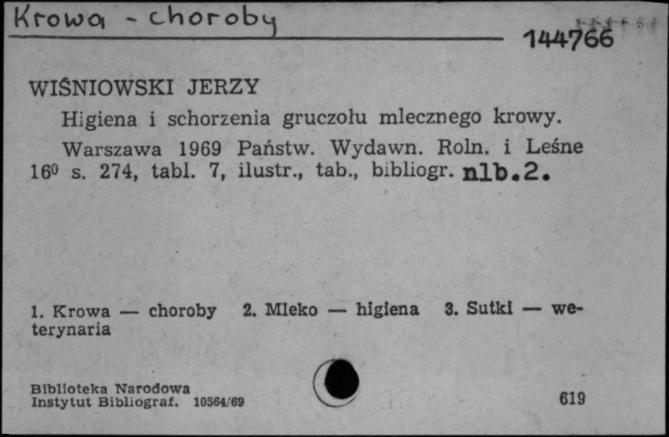 Krowa - choroby
144766
WIŚNIOWSKI JERZY
Higiena i schorzenia gruczołu mlecznego krowy.
Warszawa 1969 Państw. Wydawn. Roln. i Leśne
16⁰ s. 274, tabl. 7, ilustr., tab., bibliogr. nlb.2.
1. Krowa — choroby 2. Mleko — higiena 3. Sutki — we-
terynaria
Biblioteka Narodowa
Instytut Bibliograf. 10564/69
619